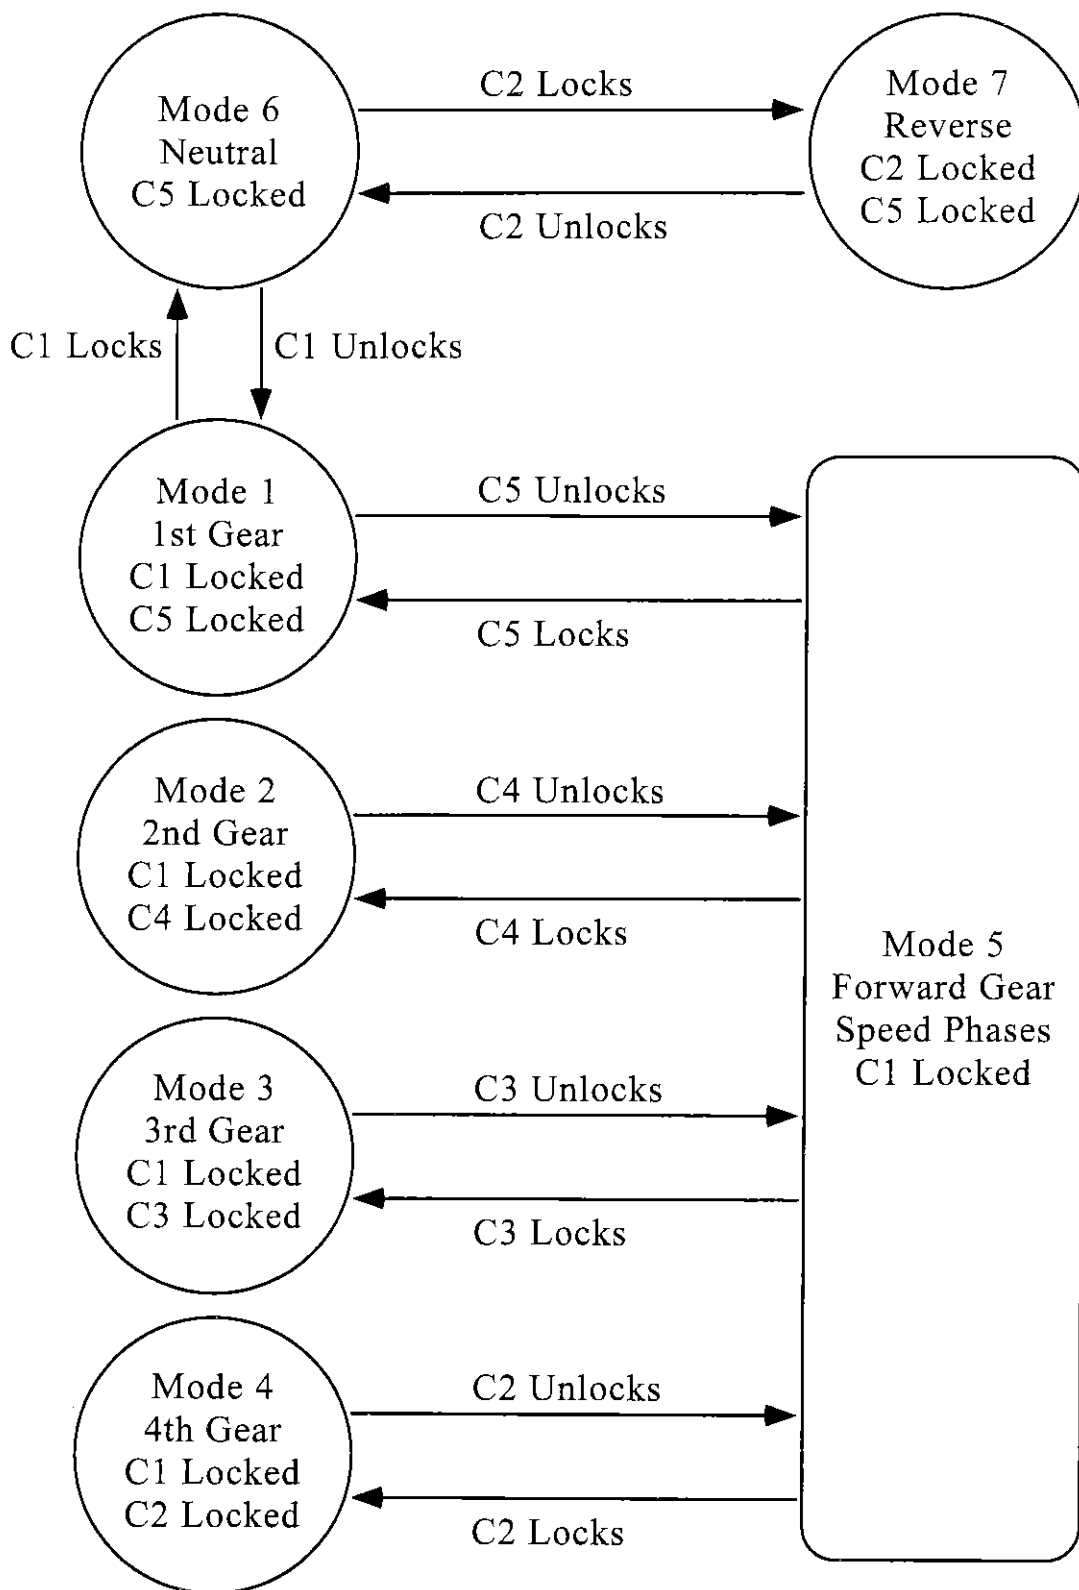 Mode 6
Neutral
C5 Locked
C2 Locks
C2 Unlocks
Mode 7
Reverse
C2 Locked
C5 Locked
C1 Locks
C1 Unlocks
Mode 1
1st Gear
C1 Locked
C5 Locked
C5 Unlocks
C5 Locks
Mode 2
2nd Gear
C1 Locked
C4 Locked
C4 Unlocks
C4 Locks
Mode 5
Forward Gear
Speed Phases
C1 Locked
Mode 3
3rd Gear
C1 Locked
C3 Locked
C3 Unlocks
C3 Locks
Mode 4
4th Gear
C1 Locked
C2 Locked
C2 Unlocks
C2 Locks